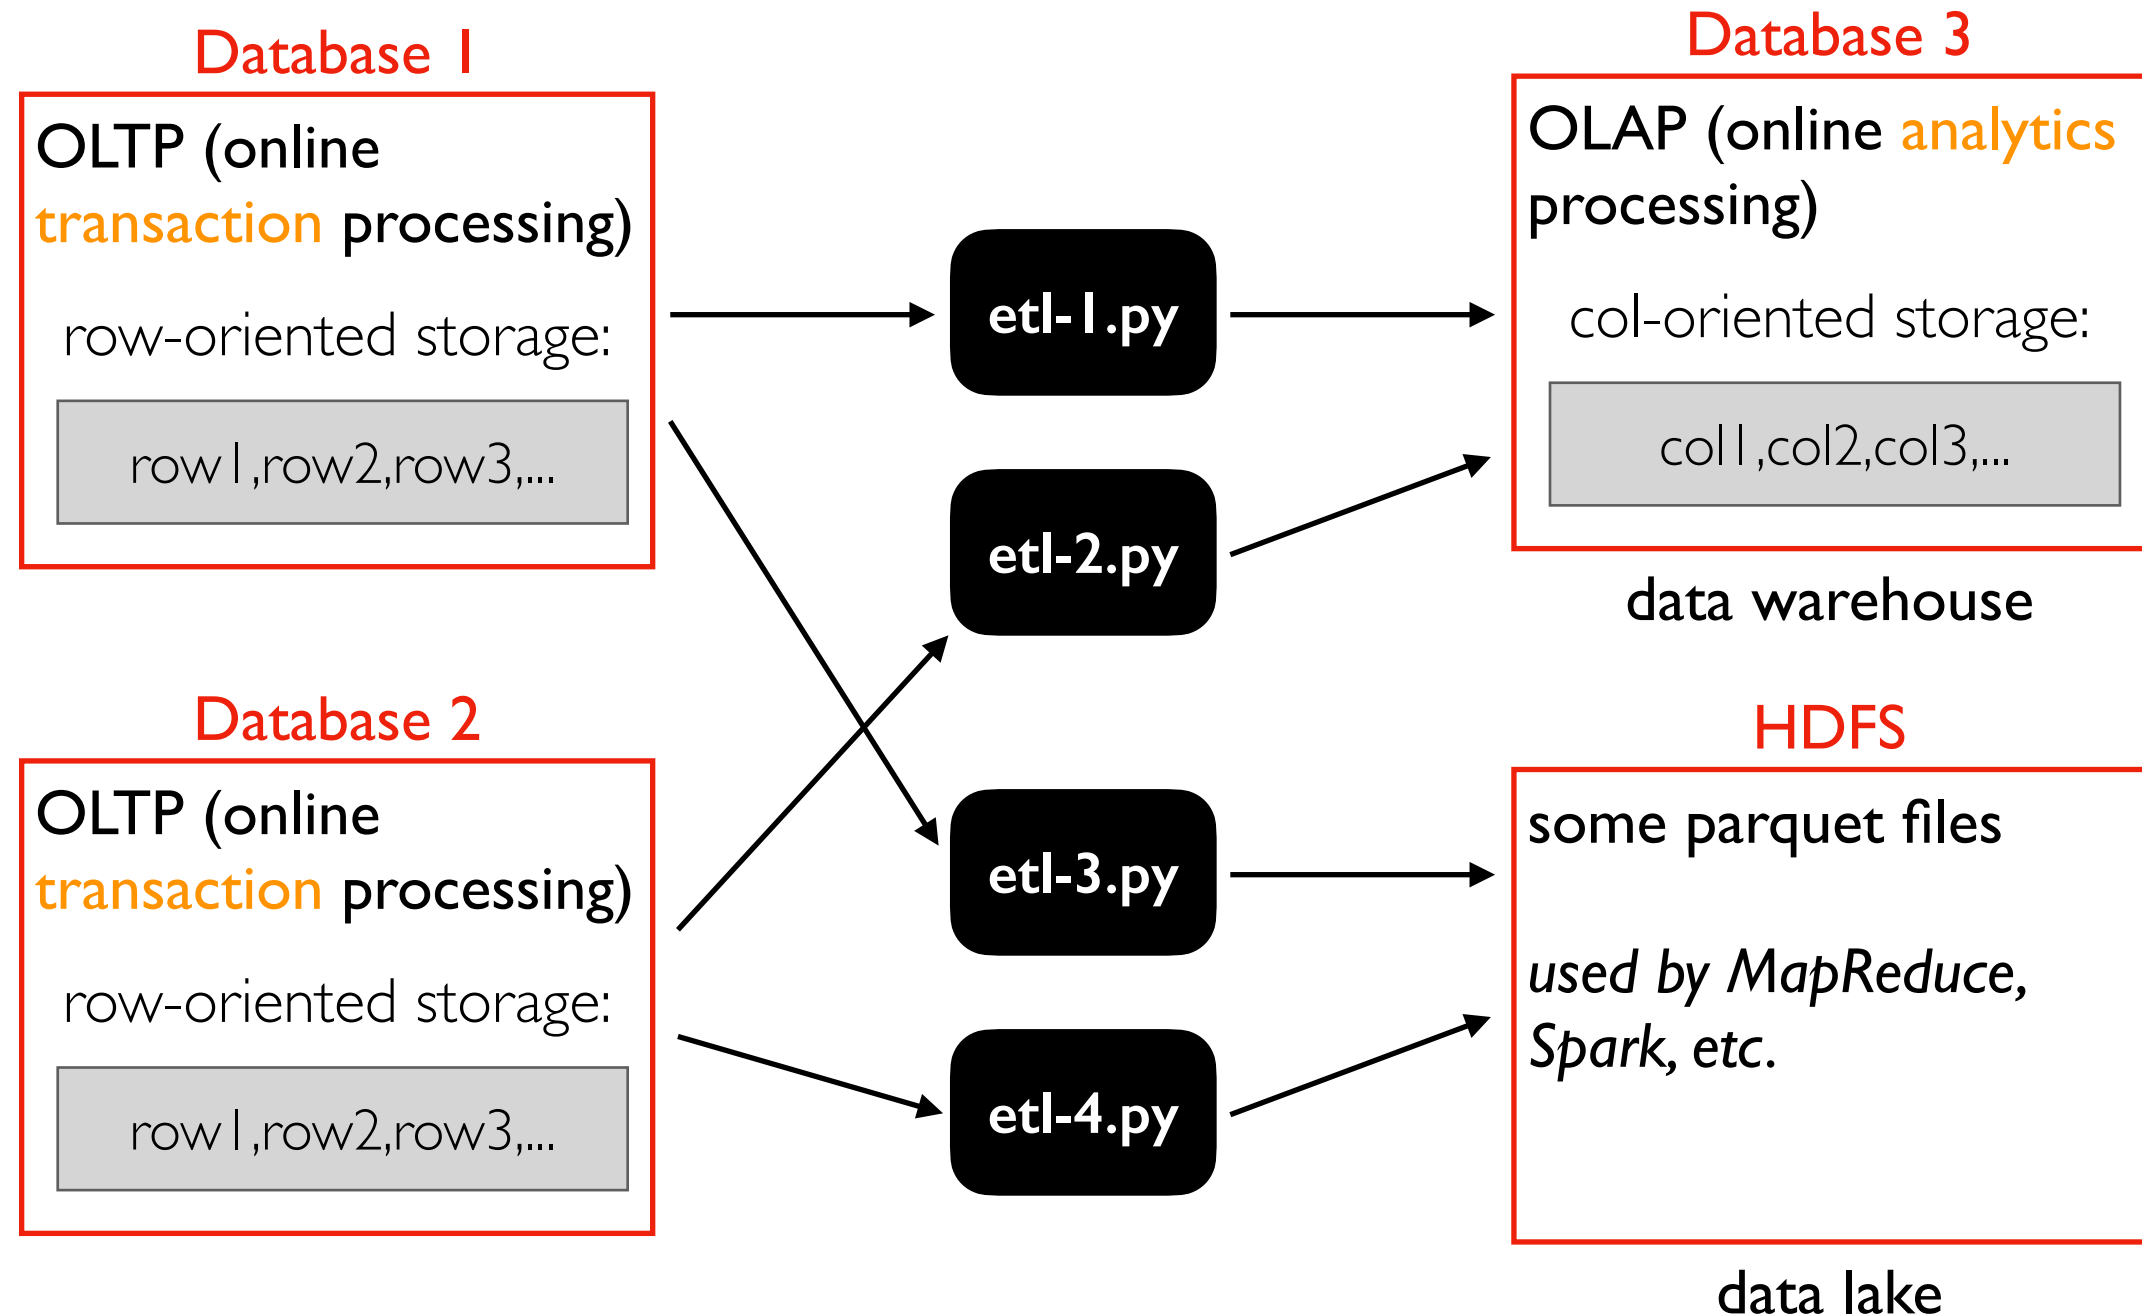 Database 1
OLTP (online
transaction processing)
row-oriented storage:
row1,row2,row3,...
Database 2
OLTP (online
transaction processing)
row-oriented storage:
row1,row2,row3,...
etl-1.py
etl-2.py
etl-3.py
etl-4.py
Database 3
OLAP (online analytics
processing)
col-oriented storage:
col1,col2,col3,...
data warehouse
HDFS
some parquet files
used by MapReduce,
Spark, etc.
data lake